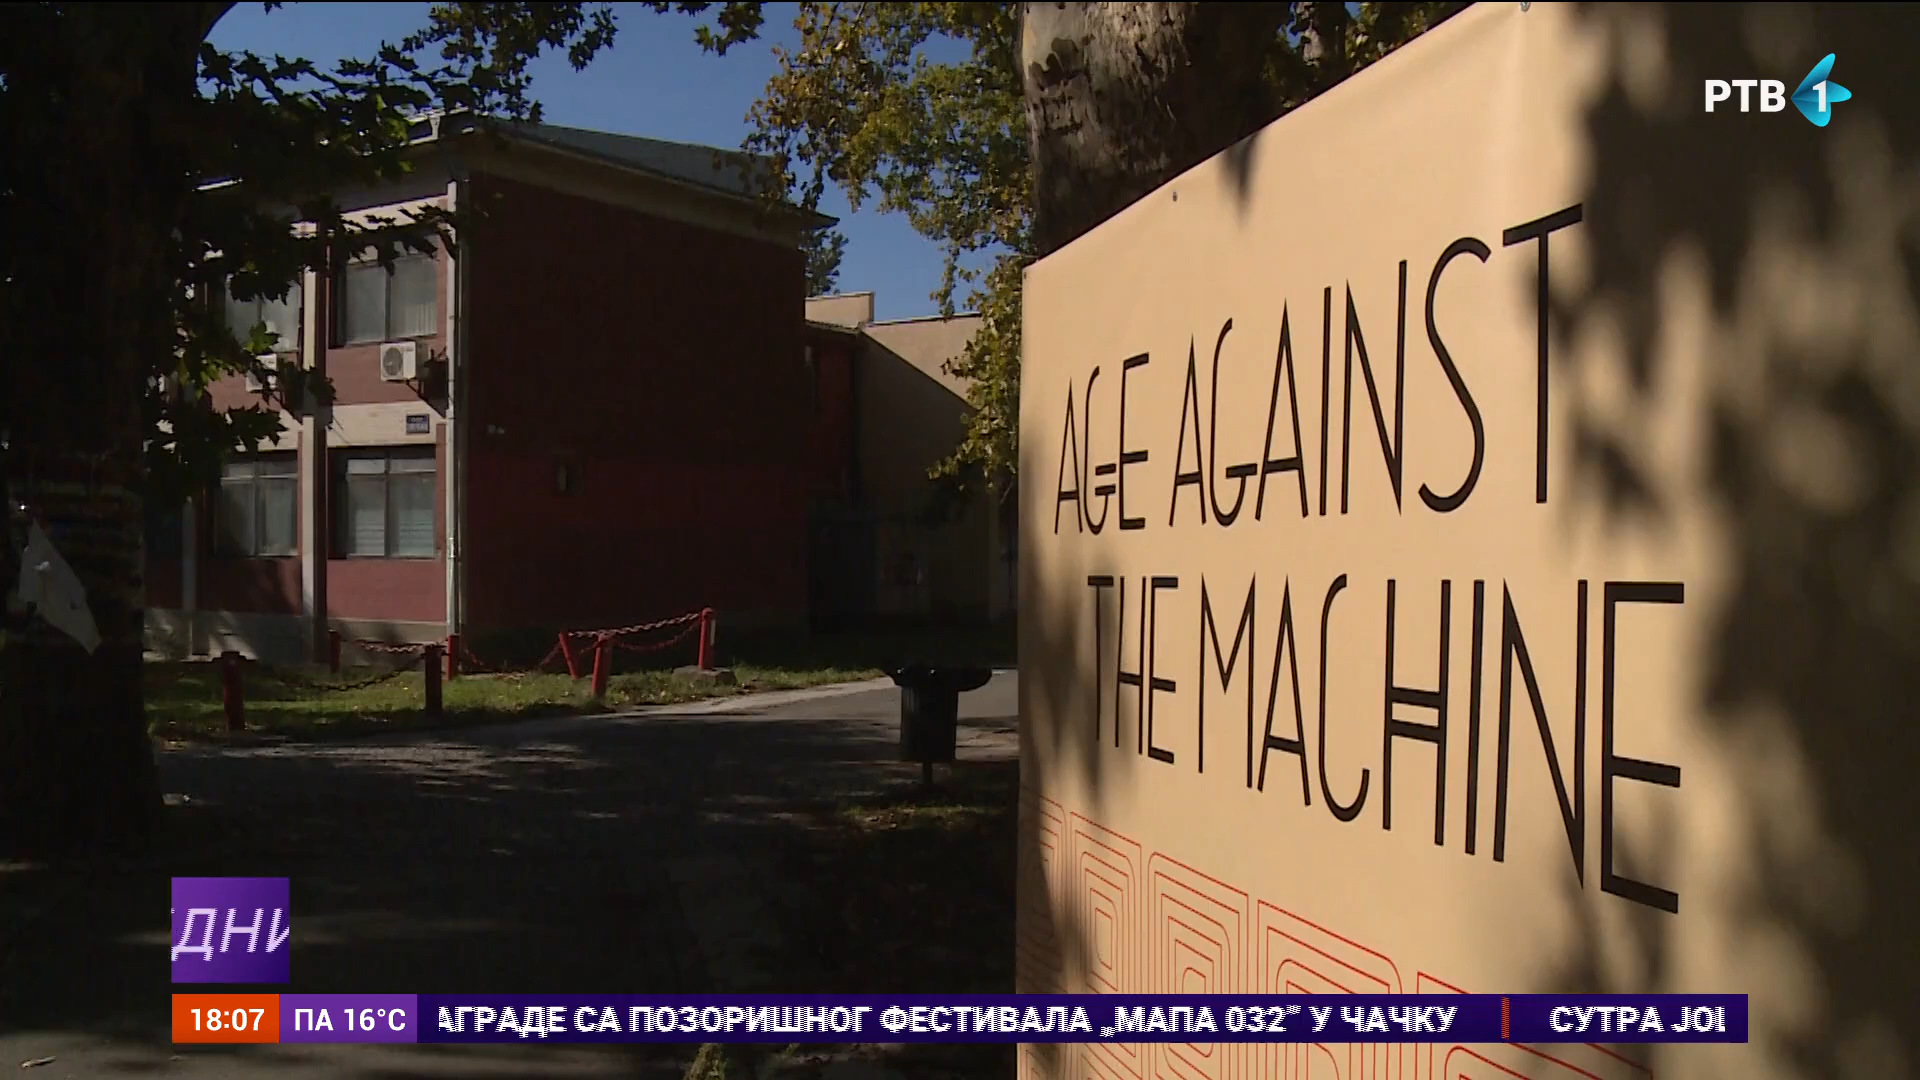 РТВ 1
AGE AGAINST
THE MACHINE
ДНИ
18:07 ПА 16°C АГРАДЕ СА ПОЗОРИШНОГ ФЕСТИВАЛА „МАПА 032” У ЧАЧКУ СУТРА ЈОШ